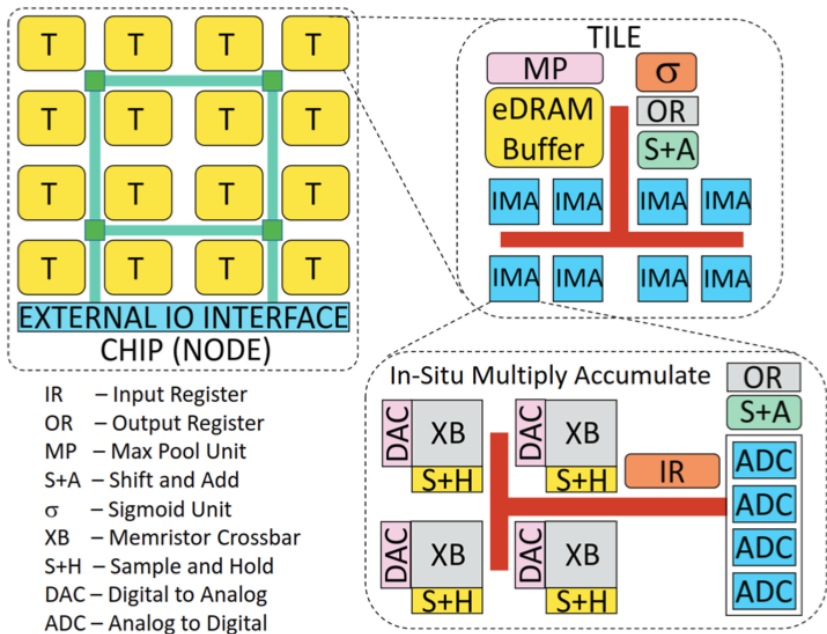 T T T T
T T T T
T T T T
T T T T
EXTERNAL IO INTERFACE
CHIP (NODE)
TILE
MP
σ
eDRAM
Buffer
OR
S+A
IMA IMA IMA IMA
IMA IMA IMA IMA
In-Situ Multiply Accumulate
OR
S+A
DAC XB DAC XB
S+H S+H
IR
DAC XB DAC XB
S+H S+H
ADC
ADC
ADC
ADC
IR – Input Register
OR – Output Register
MP – Max Pool Unit
S+A – Shift and Add
σ – Sigmoid Unit
XB – Memristor Crossbar
S+H – Sample and Hold
DAC – Digital to Analog
ADC – Analog to Digital